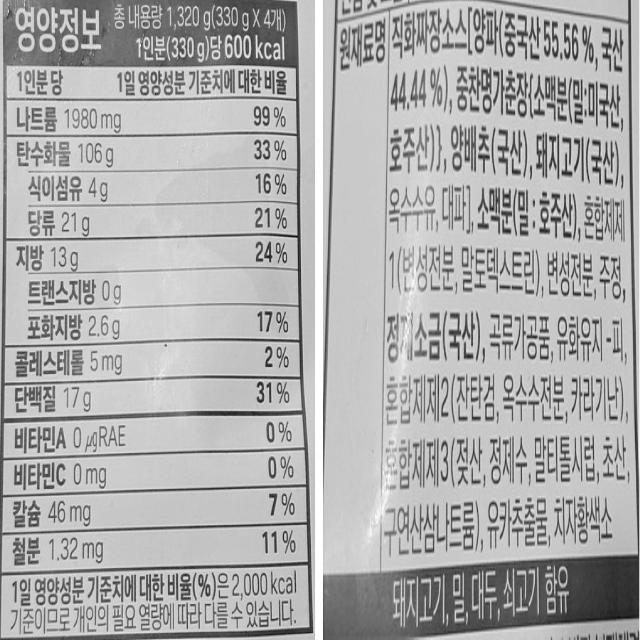 영양정보 총 내용량 1,320 g(330 g X 4개)
1인분(330 g)당 600 kcal
1인분 당 1일 영양성분 기준치에 대한 비율
나트륨 1980 mg 99 %
탄수화물 106 g 33 %
식이섬유 4 g 16 %
당류 21 g 21 %
지방 13 g 24 %
트랜스지방 0 g
포화지방 2.6 g 17 %
콜레스테롤 5 mg 2 %
단백질 17 g 31 %
비타민A 0 μgRAE 0 %
비타민C 0 mg 0 %
칼슘 46 mg 7 %
철분 1.32 mg 11 %
1일 영양성분 기준치에 대한 비율(%)은 2,000 kcal
기준이므로 개인의 필요 열량에 따라 다를 수 있습니다.
원재료명 직화짜장소스[양파(중국산 55.56 %, 국산
44.44 %), 중찬명가춘장{소맥분(밀:미국산,
호주산)}, 양배추(국산), 돼지고기(국산),
옥수수유, 대파], 소맥분(밀 : 호주산), 혼합제제
1(변성전분, 말토덱스트린), 변성전분, 주정,
정제소금(국산), 곡류가공품, 유화유지 -피,
혼합제제2(잔탄검, 옥수수전분, 카라기난),
혼합제제3(젖산, 정제수, 말티톨시럽, 초산,
구연산삼나트륨), 유카추출물, 치자황색소
돼지고기, 밀, 대두, 쇠고기 함유